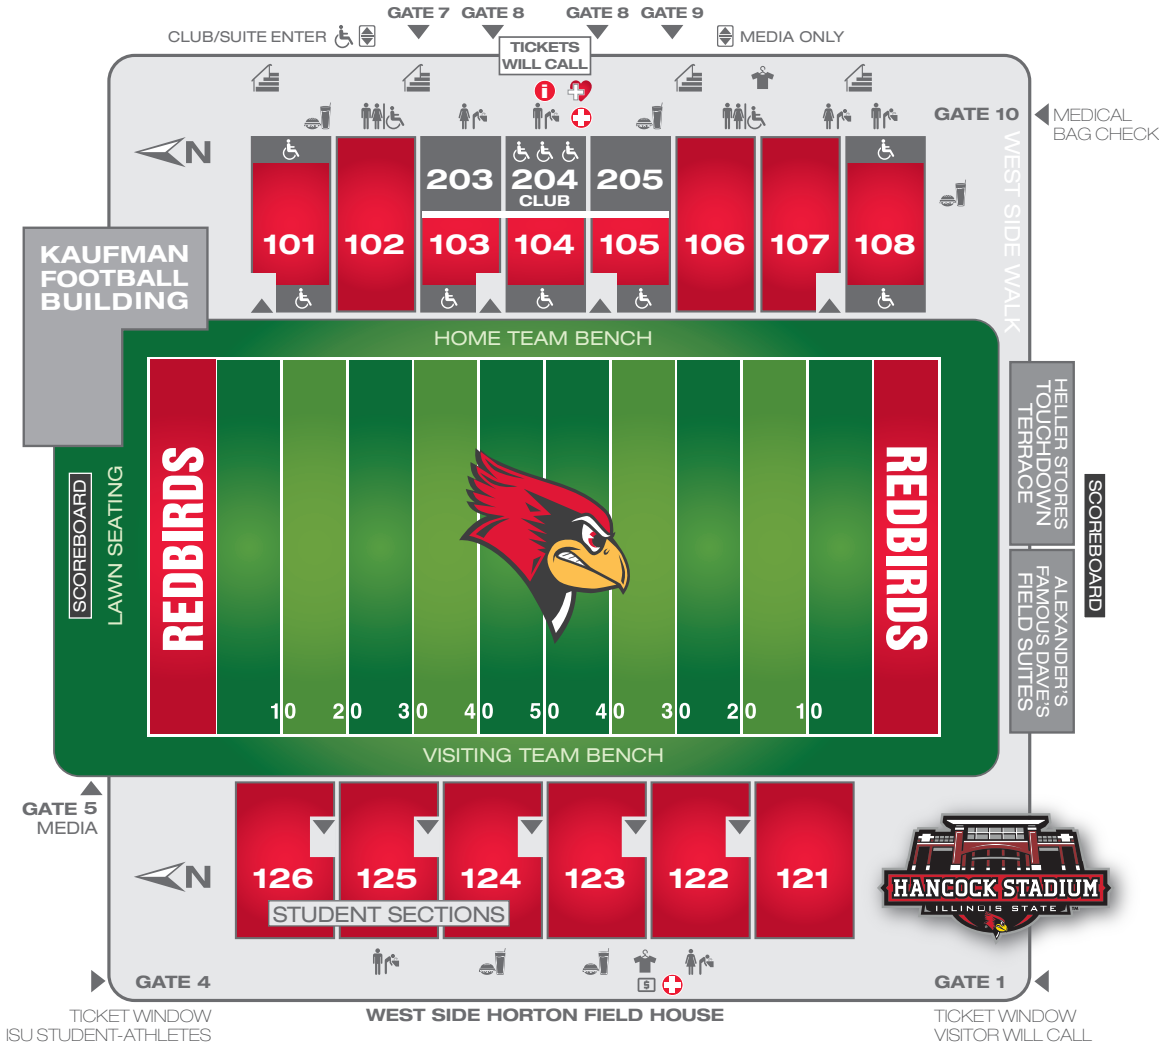 GATE 7 GATE 8 GATE 8 GATE 9
CLUB/SUITE ENTER
MEDIA ONLY
TICKETS
WILL CALL
i
GATE 10
MEDICAL
BAG CHECK
WEST SIDE WALK
N
203 204 205
CLUB
101 102 103 104 105 106 107 108
KAUFMAN
FOOTBALL
BUILDING
HOME TEAM BENCH
HELLER STORES
TOUCHDOWN
TERRACE
SCOREBOARD
LAWN SEATING
REDBIRDS
REDBIRDS
SCOREBOARD
ALEXANDER'S
FAMOUS DAVE'S
FIELD SUITES
10 20 30 40 50 40 30 20 10
VISITING TEAM BENCH
GATE 5
MEDIA
N
126 125 124 123 122 121
STUDENT SECTIONS
HANCOCK STADIUM
ILLINOIS STATE
TM
$
GATE 4
GATE 1
TICKET WINDOW
ISU STUDENT-ATHLETES
WEST SIDE HORTON FIELD HOUSE
TICKET WINDOW
VISITOR WILL CALL